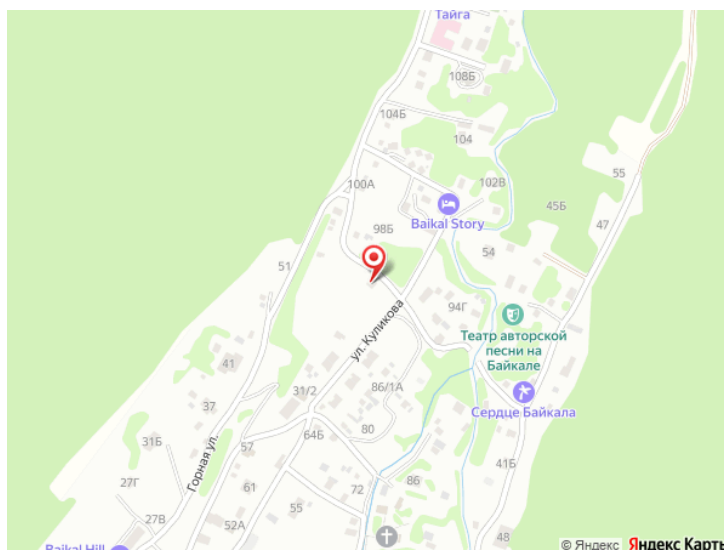 Тайга
108Б
104Б
104
55
100А
102В
45Б
47
Baikal Story
98Б
54
51
94Г
ул. Куликова
Театр авторской
песни на
Байкале
41
86/1А
31/2
Сердце Байкала
37
80
64Б
31Б
57
Горная ул.
41Б
27Г
61
72
86
55
27В
52А
48
Baikal Hill
© Яндекс Яндекс Карты